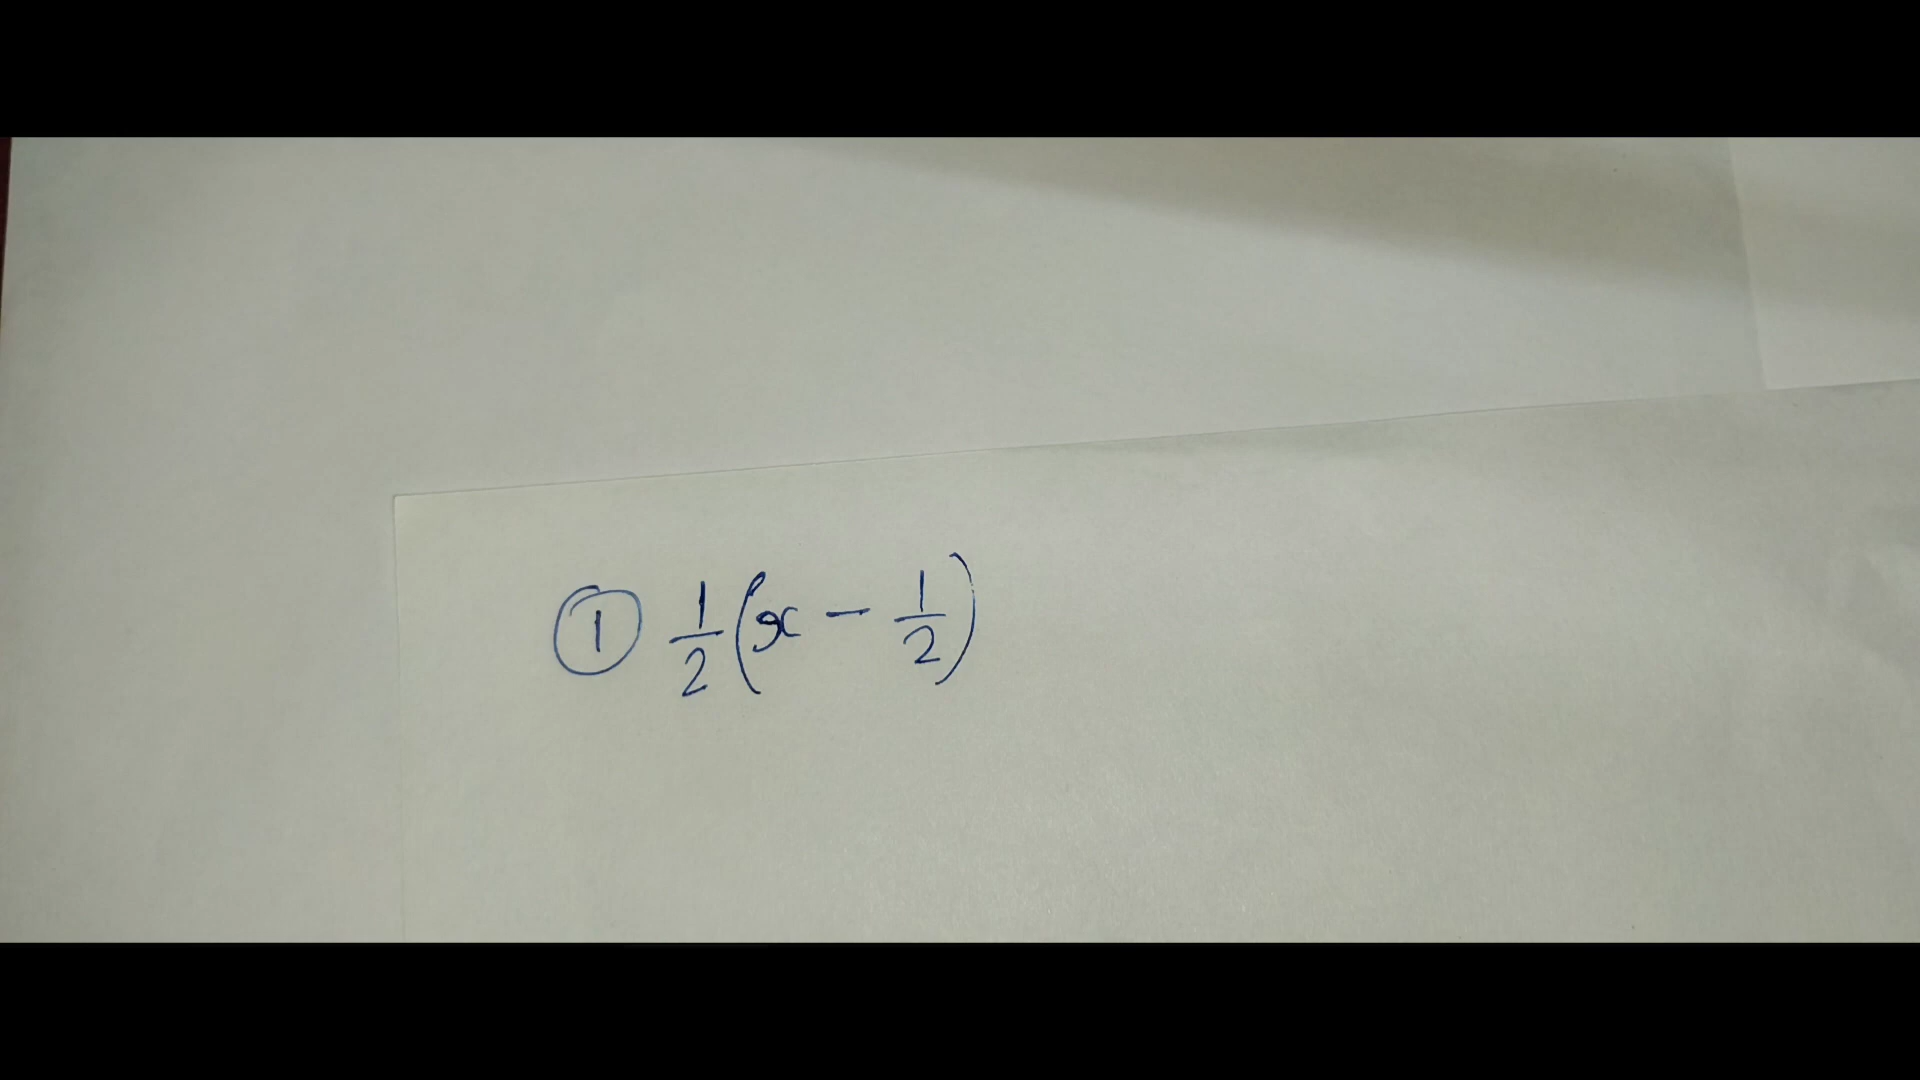 ① 1/2 (x - 1/2)